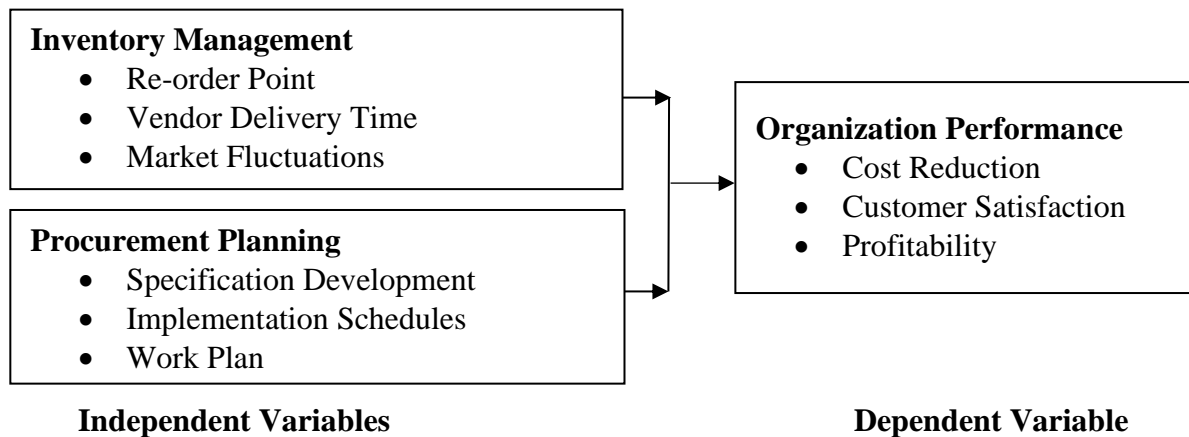 Inventory Management
• Re-order Point
• Vendor Delivery Time
• Market Fluctuations
Procurement Planning
• Specification Development
• Implementation Schedules
• Work Plan
Independent Variables
Organization Performance
• Cost Reduction
• Customer Satisfaction
• Profitability
Dependent Variable